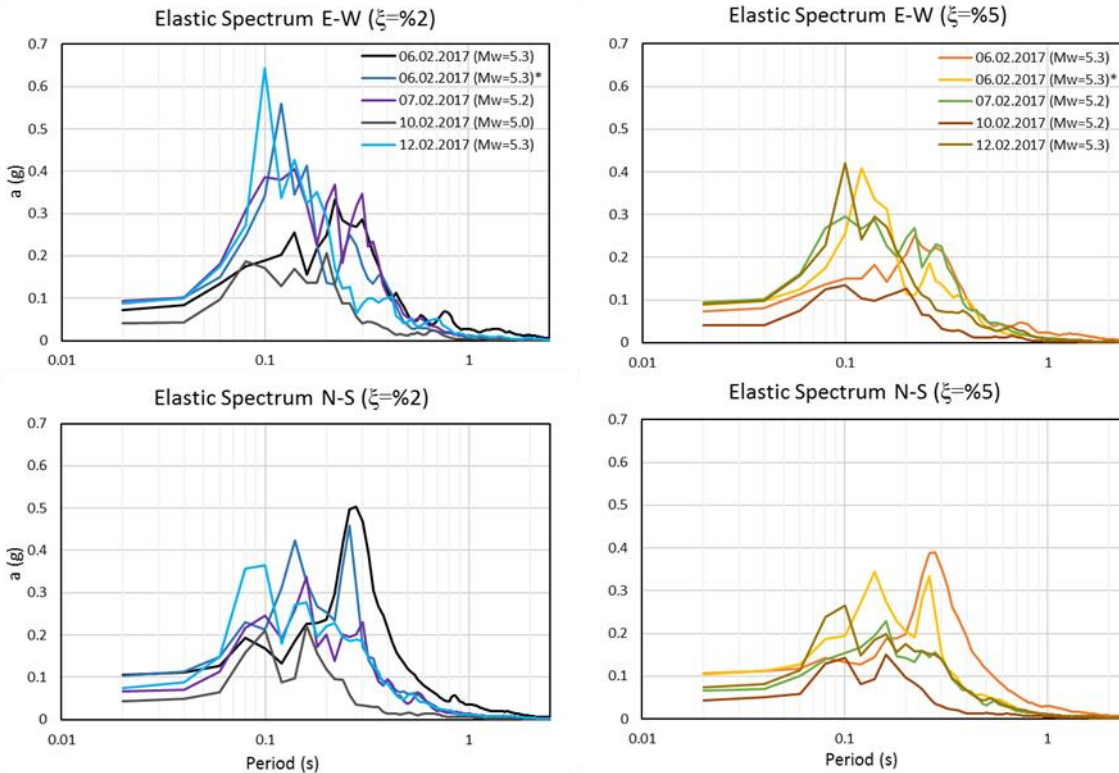 Elastic Spectrum E-W (ξ=%2)
0.7
0.6
0.5
0.4
0.3
0.2
0.1
0
a (g)
06.02.2017 (Mw=5.3)
06.02.2017 (Mw=5.3)*
07.02.2017 (Mw=5.2)
10.02.2017 (Mw=5.0)
12.02.2017 (Mw=5.3)
0.01
0.1
1
Elastic Spectrum E-W (ξ=%5)
0.7
0.6
0.5
0.4
0.3
0.2
0.1
0
06.02.2017 (Mw=5.3)
06.02.2017 (Mw=5.3)*
07.02.2017 (Mw=5.2)
10.02.2017 (Mw=5.2)
12.02.2017 (Mw=5.3)
0.01
0.1
1
Elastic Spectrum N-S (ξ=%2)
0.7
0.6
0.5
0.4
0.3
0.2
0.1
0
a (g)
0.01
0.1
1
Period (s)
Elastic Spectrum N-S (ξ=%5)
0.7
0.6
0.5
0.4
0.3
0.2
0.1
0
0.01
0.1
1
Period (s)